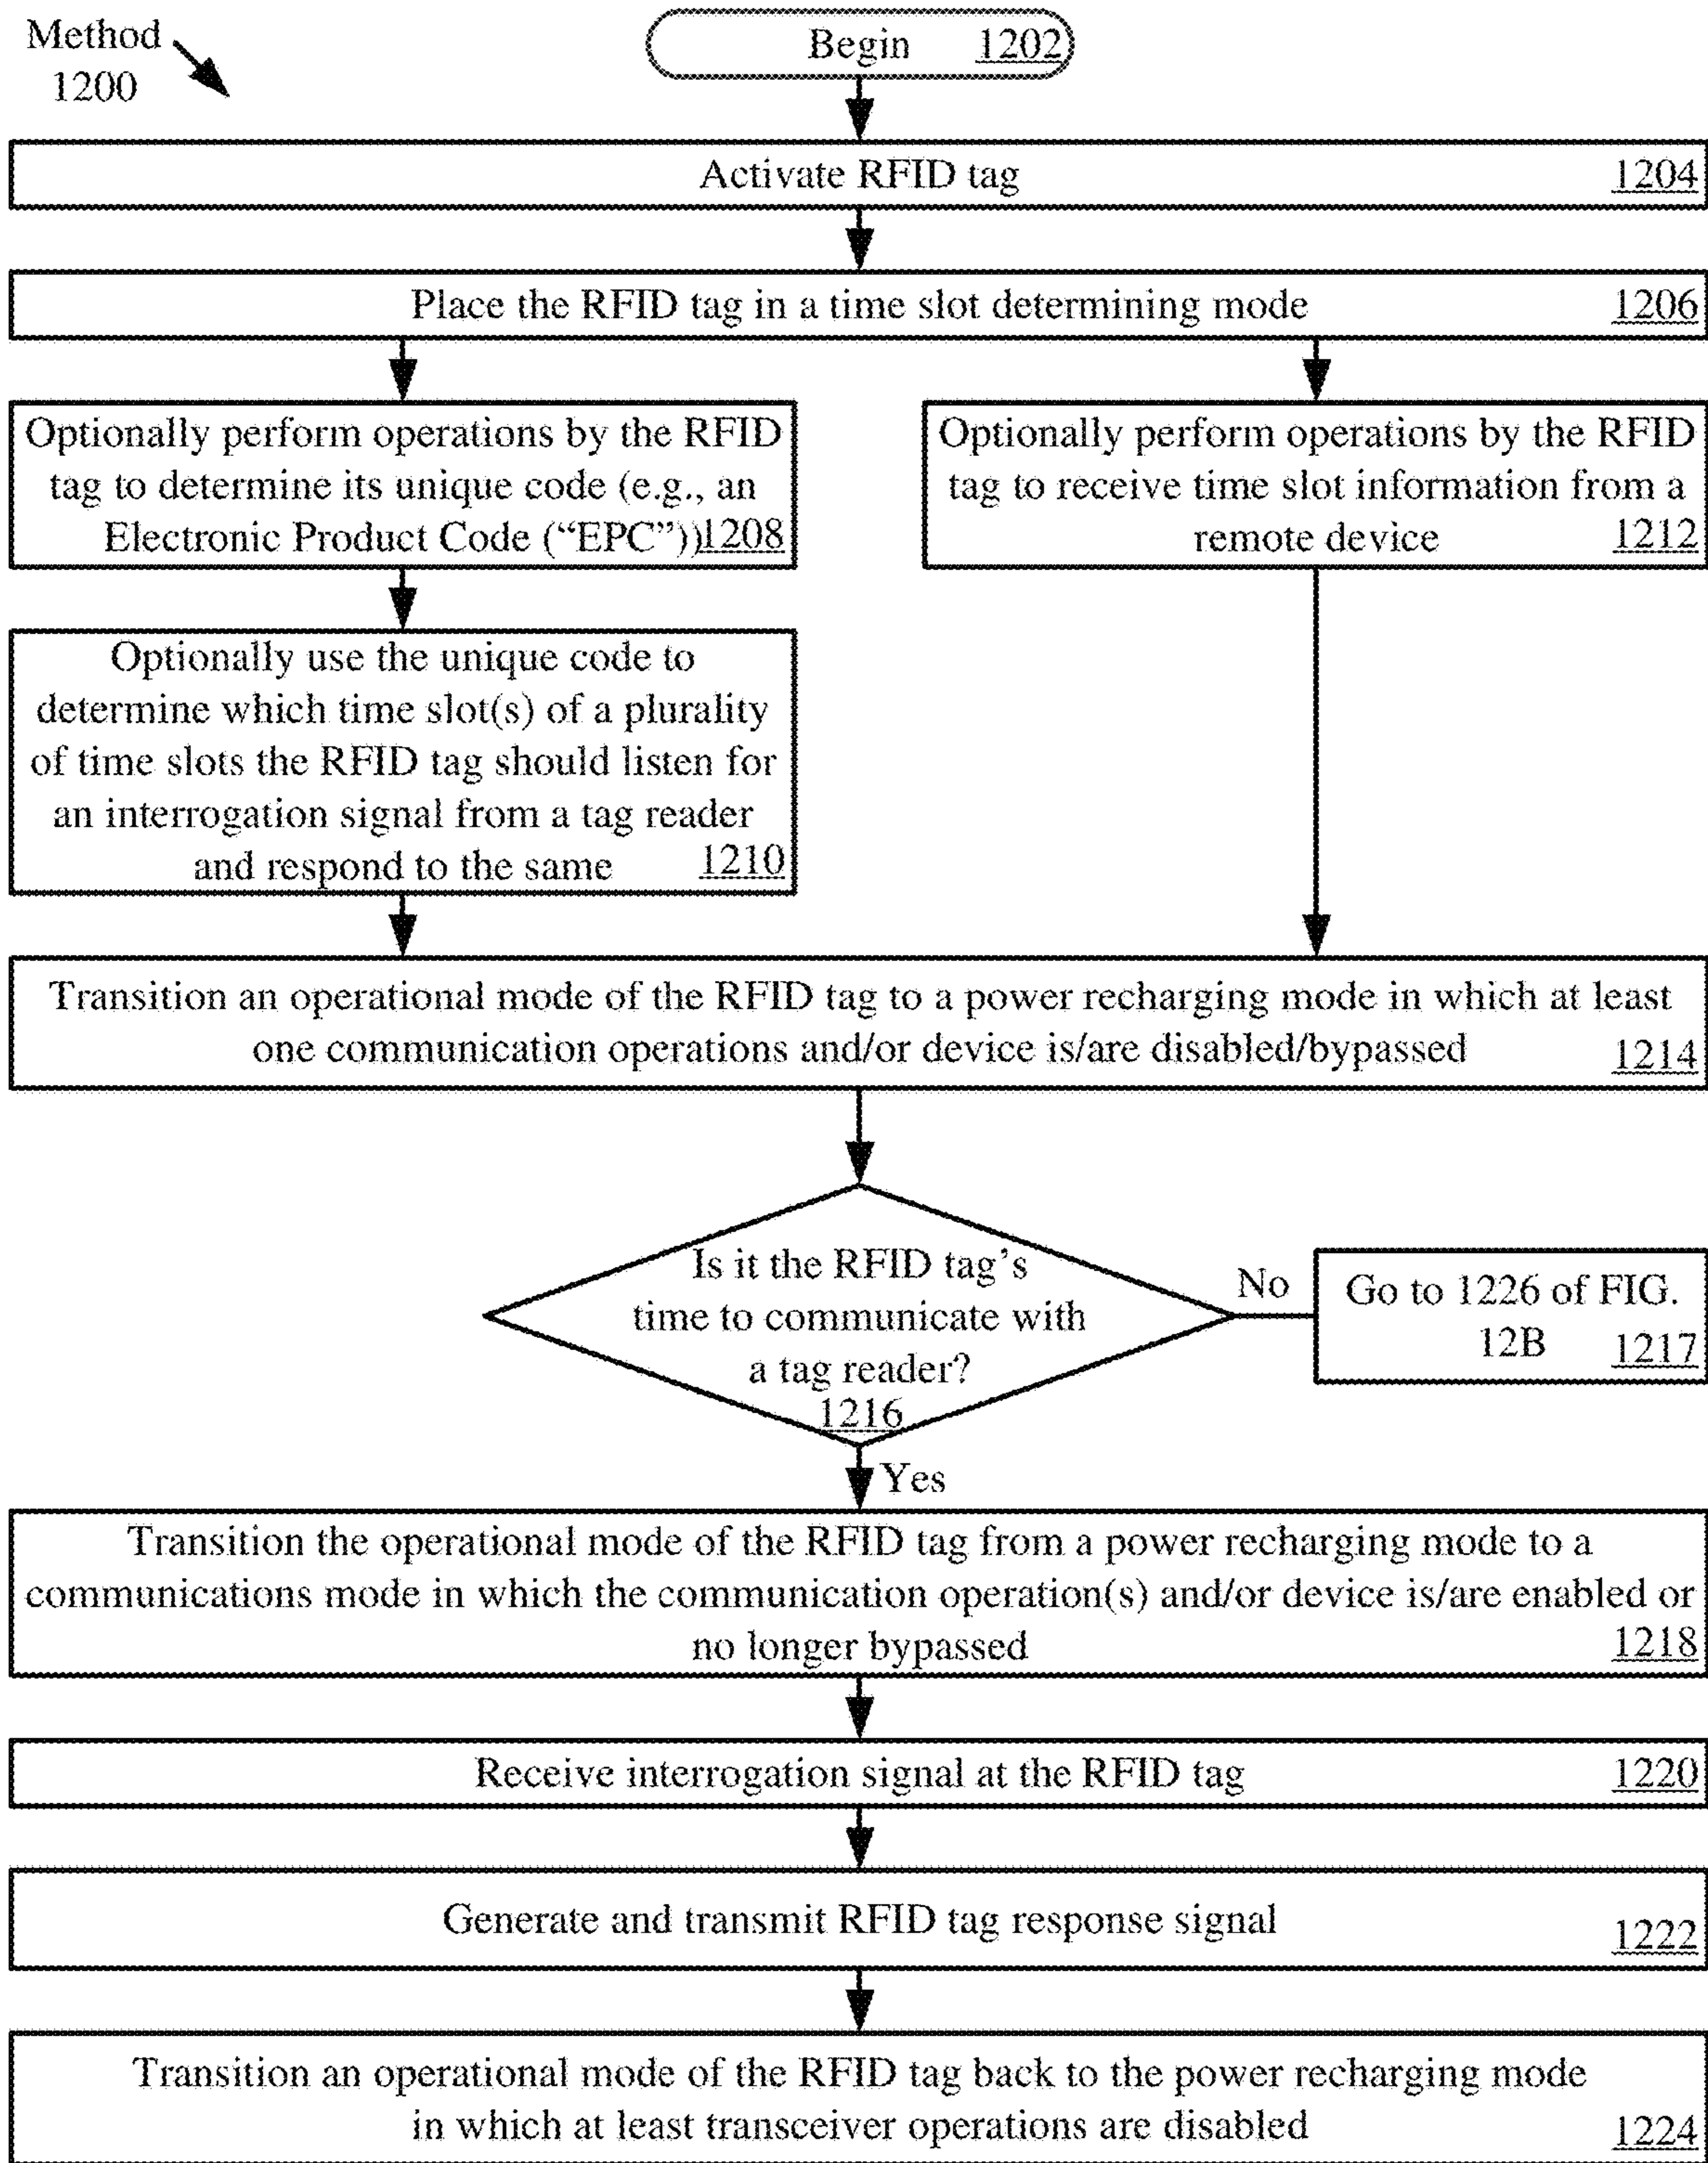 Method
1200
Begin 1202
Activate RFID tag 1204
Place the RFID tag in a time slot determining mode 1206
Optionally perform operations by the RFID
tag to determine its unique code (e.g., an
Electronic Product Code (“EPC”)) 1208
Optionally perform operations by the RFID
tag to receive time slot information from a
remote device 1212
Optionally use the unique code to
determine which time slot(s) of a plurality
of time slots the RFID tag should listen for
an interrogation signal from a tag reader
and respond to the same 1210
Transition an operational mode of the RFID tag to a power recharging mode in which at least
one communication operations and/or device is/are disabled/bypassed 1214
Is it the RFID tag’s
time to communicate with
a tag reader?
1216
No
Go to 1226 of FIG.
12B 1217
Yes
Transition the operational mode of the RFID tag from a power recharging mode to a
communications mode in which the communication operation(s) and/or device is/are enabled or
no longer bypassed 1218
Receive interrogation signal at the RFID tag 1220
Generate and transmit RFID tag response signal 1222
Transition an operational mode of the RFID tag back to the power recharging mode
in which at least transceiver operations are disabled 1224